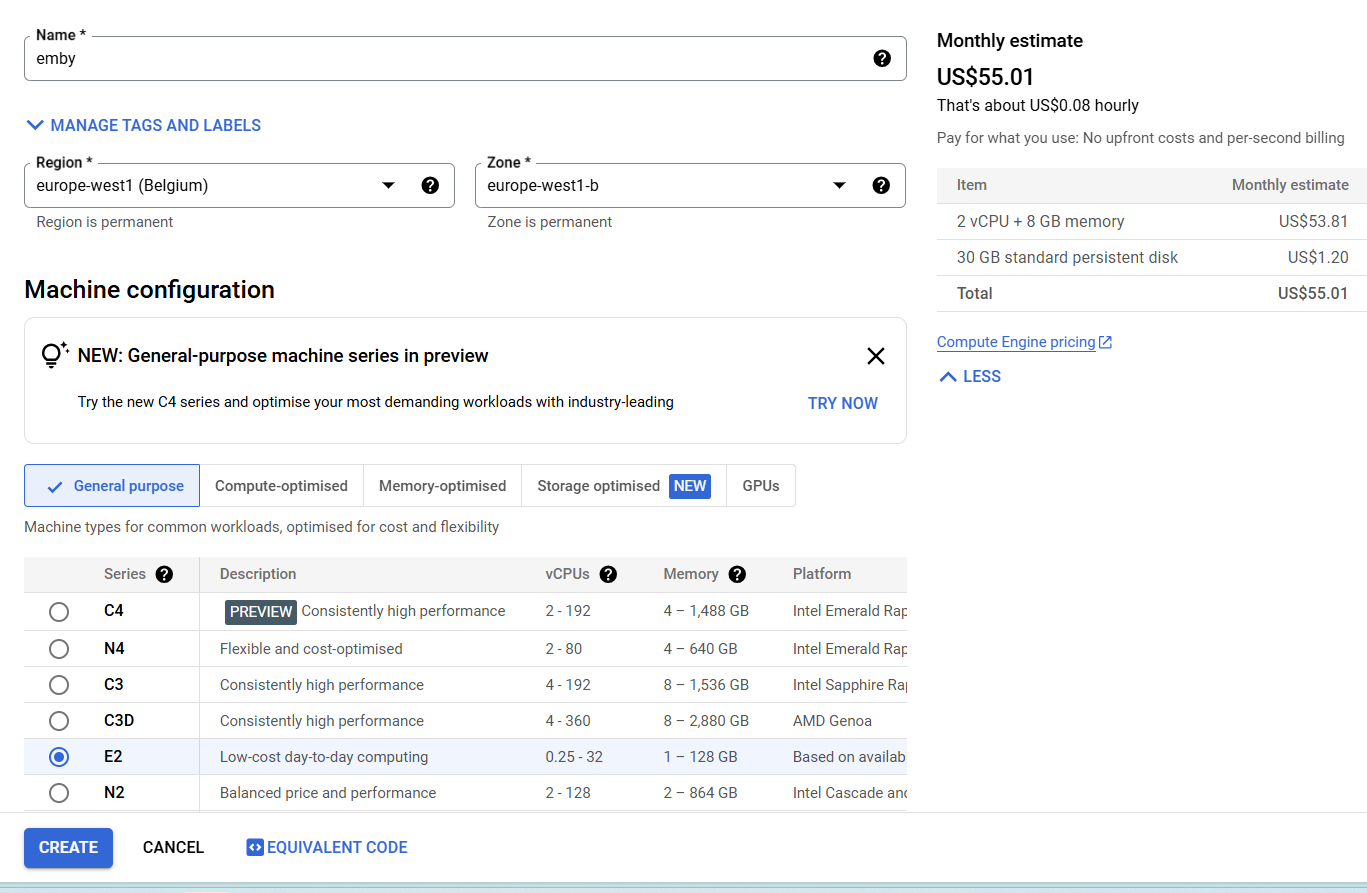 Name *
emby
MANAGE TAGS AND LABELS
Region *
europe-west1 (Belgium)
Region is permanent
Zone *
europe-west1-b
Zone is permanent
Machine configuration
NEW: General-purpose machine series in preview
Try the new C4 series and optimise your most demanding workloads with industry-leading
TRY NOW
General purpose Compute-optimised Memory-optimised Storage optimised NEW GPUs
Machine types for common workloads, optimised for cost and flexibility
Series Description vCPUs Memory Platform
C4 PREVIEW Consistently high performance 2 - 192 4 – 1,488 GB Intel Emerald Rap
N4 Flexible and cost-optimised 2 - 80 4 – 640 GB Intel Emerald Rap
C3 Consistently high performance 4 - 192 8 – 1,536 GB Intel Sapphire Rap
C3D Consistently high performance 4 - 360 8 – 2,880 GB AMD Genoa
E2 Low-cost day-to-day computing 0.25 - 32 1 – 128 GB Based on availab
N2 Balanced price and performance 2 - 128 2 – 864 GB Intel Cascade and
CREATE CANCEL EQUIVALENT CODE
Monthly estimate
US$55.01
That's about US$0.08 hourly
Pay for what you use: No upfront costs and per-second billing
Item Monthly estimate
2 vCPU + 8 GB memory US$53.81
30 GB standard persistent disk US$1.20
Total US$55.01
Compute Engine pricing
LESS